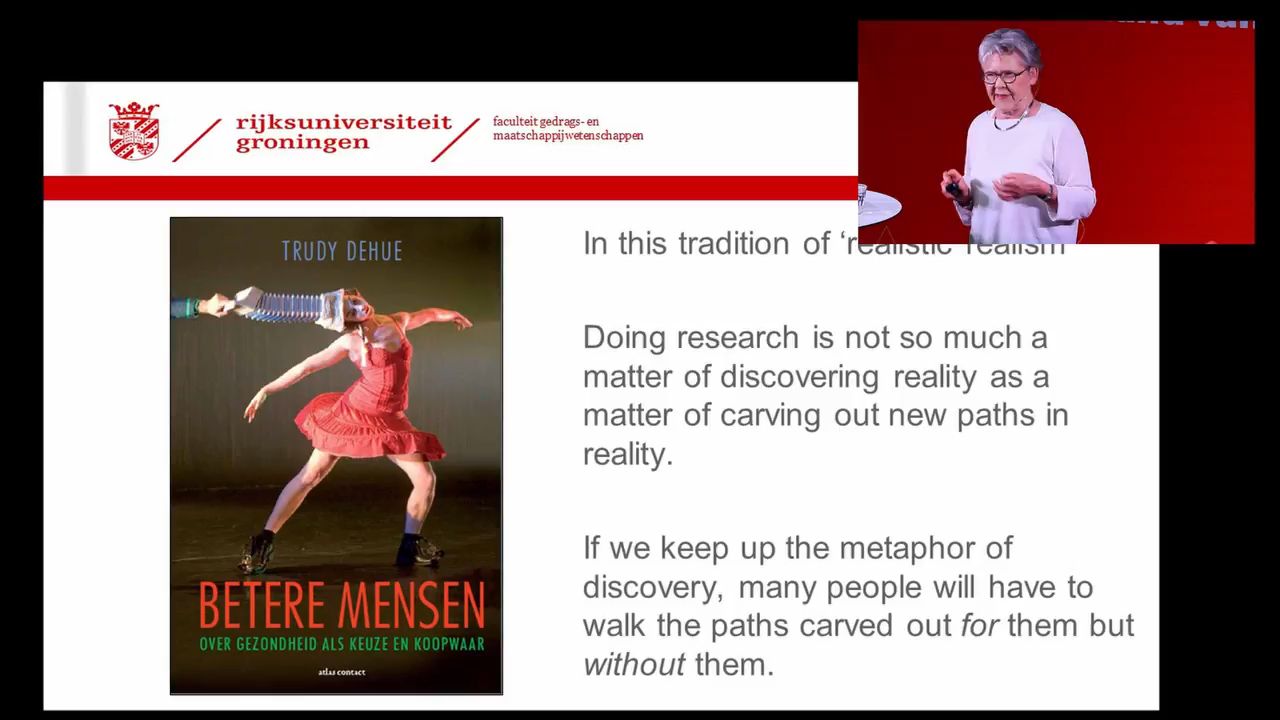 rijksuniversiteit
groningen
faculteit gedrags- en
maatschappijwetenschappen
TRUDY DEHUE
BETERE MENSEN
OVER GEZONDHEID ALS KEUZE EN KOOPWAAR
atlas contact
In this tradition of ‘realistic realism
Doing research is not so much a
matter of discovering reality as a
matter of carving out new paths in
reality.
If we keep up the metaphor of
discovery, many people will have to
walk the paths carved out for them but
without them.